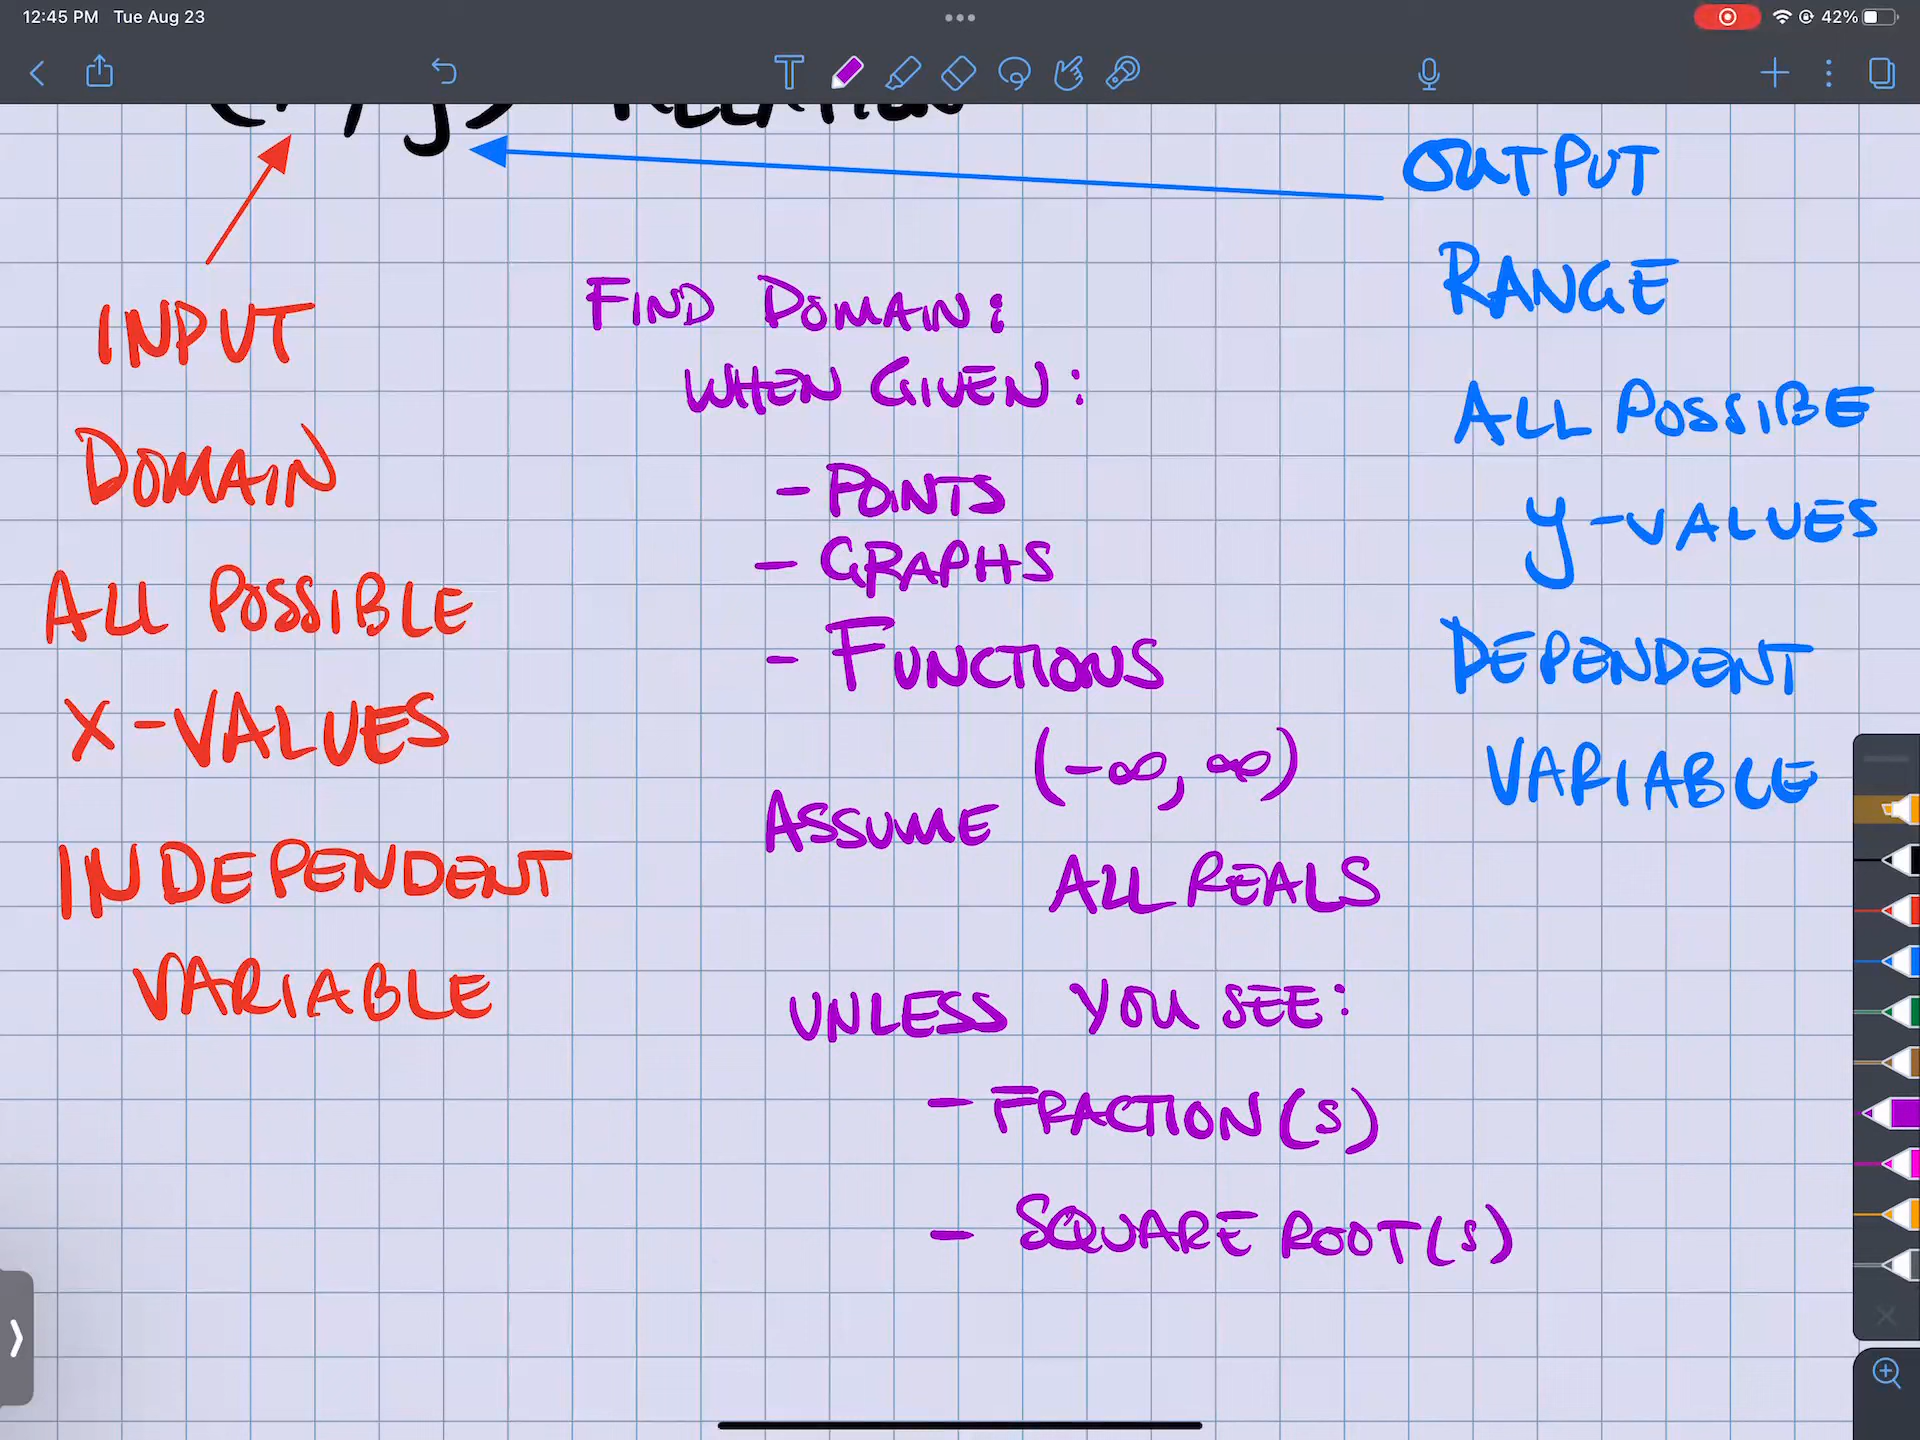 12:45 PM Tue Aug 23
42%
OUTPUT
RANGE
ALL POSSIBE
y-VALUES
DEPENDENT
VARIABLE
INPUT
DOMAIN
ALL POSSIBLE
X-VALUES
INDEPENDENT
VARIABLE
FIND DOMAIN:
WHEN GIVEN:
- POINTS
- GRAPHS
- FUNCTIONS
(-∞, ∞)
ASSUME
ALL REALS
UNLESS YOU SEE:
- FRACTION(S)
- SQUARE ROOT(S)